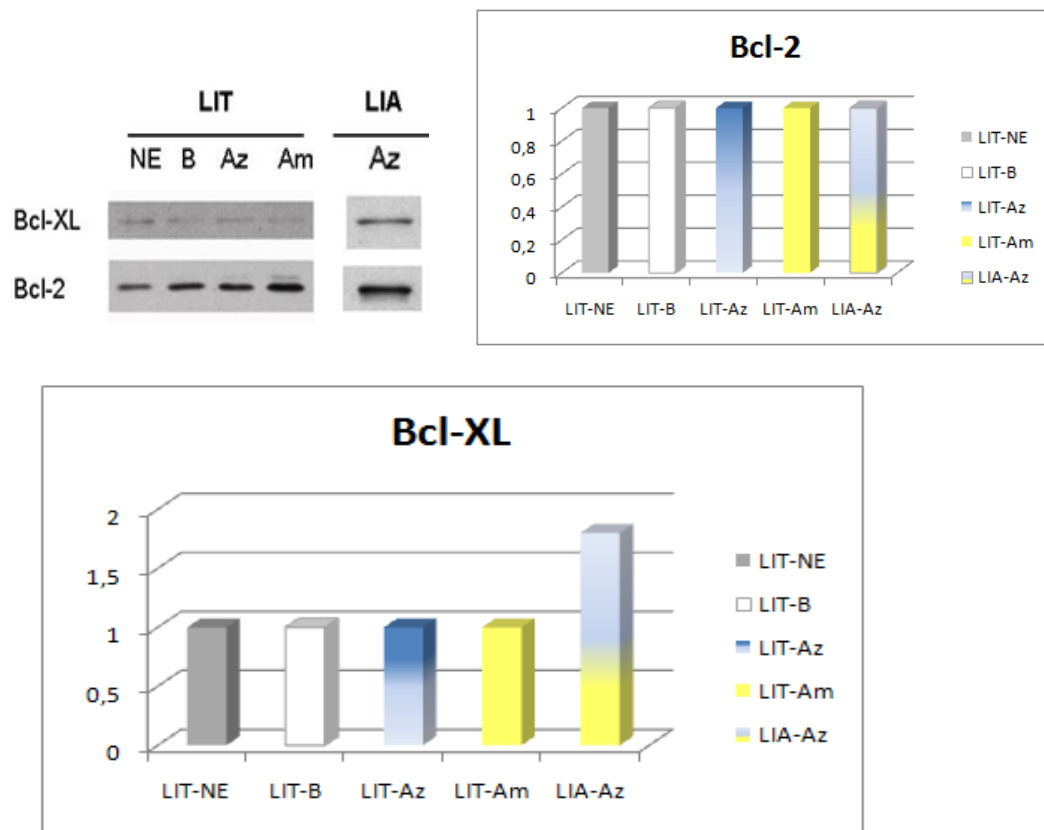 LIT LIA
NE B Az Am Az
Bcl-XL
Bcl-2
Bcl-2
1
0,8
0,6
0,4
0,2
0
LIT-NE LIT-B LIT-Az LIT-Am LIA-Az
LIT-NE
LIT-B
LIT-Az
LIT-Am
LIA-Az
Bcl-XL
2
1,5
1
0,5
0
LIT-NE LIT-B LIT-Az LIT-Am LIA-Az
LIT-NE
LIT-B
LIT-Az
LIT-Am
LIA-Az